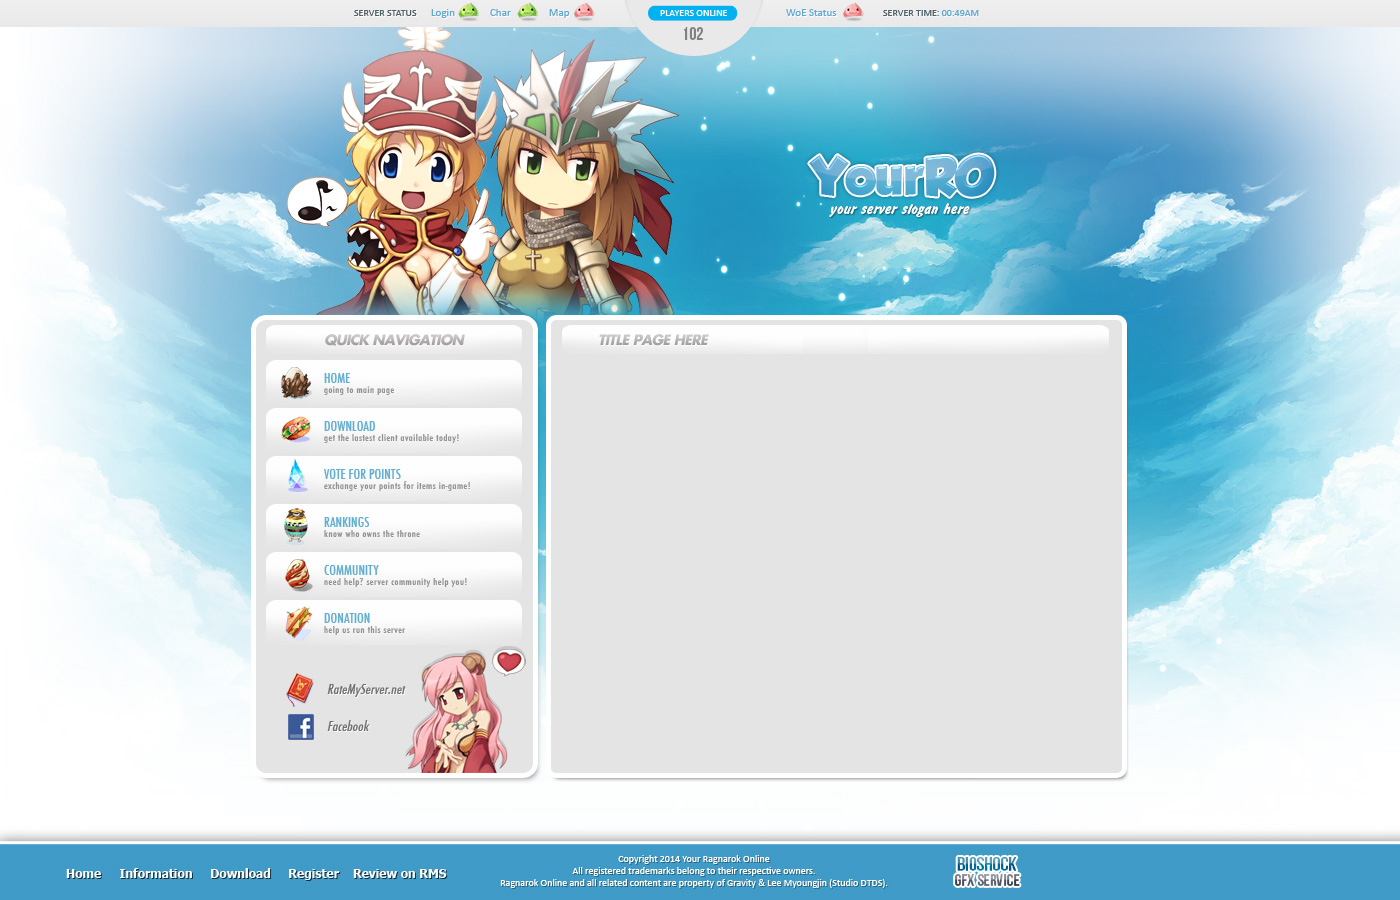 SERVER STATUS Login Char Map PLAYERS ONLINE WoE Status SERVER TIME: 00:49AM
102
YourRO
your server slogan here
QUICK NAVIGATION
HOME
going to main page
DOWNLOAD
get the lastest client available today!
VOTE FOR POINTS
exchange your points for items in-game!
RANKINGS
know who owns the throne
COMMUNITY
need help? server community help you!
DONATION
help us run this server
RateMyServer.net
Facebook
TITLE PAGE HERE
Home Information Download Register Review on RMS
Copyright 2014 Your Ragnarok Online
All registered trademarks belong to their respective owners.
Ragnarok Online and all related content are property of Gravity & Lee Myoungjin (Studio DTDS).
BIOSHOCK
GFX SERVICE